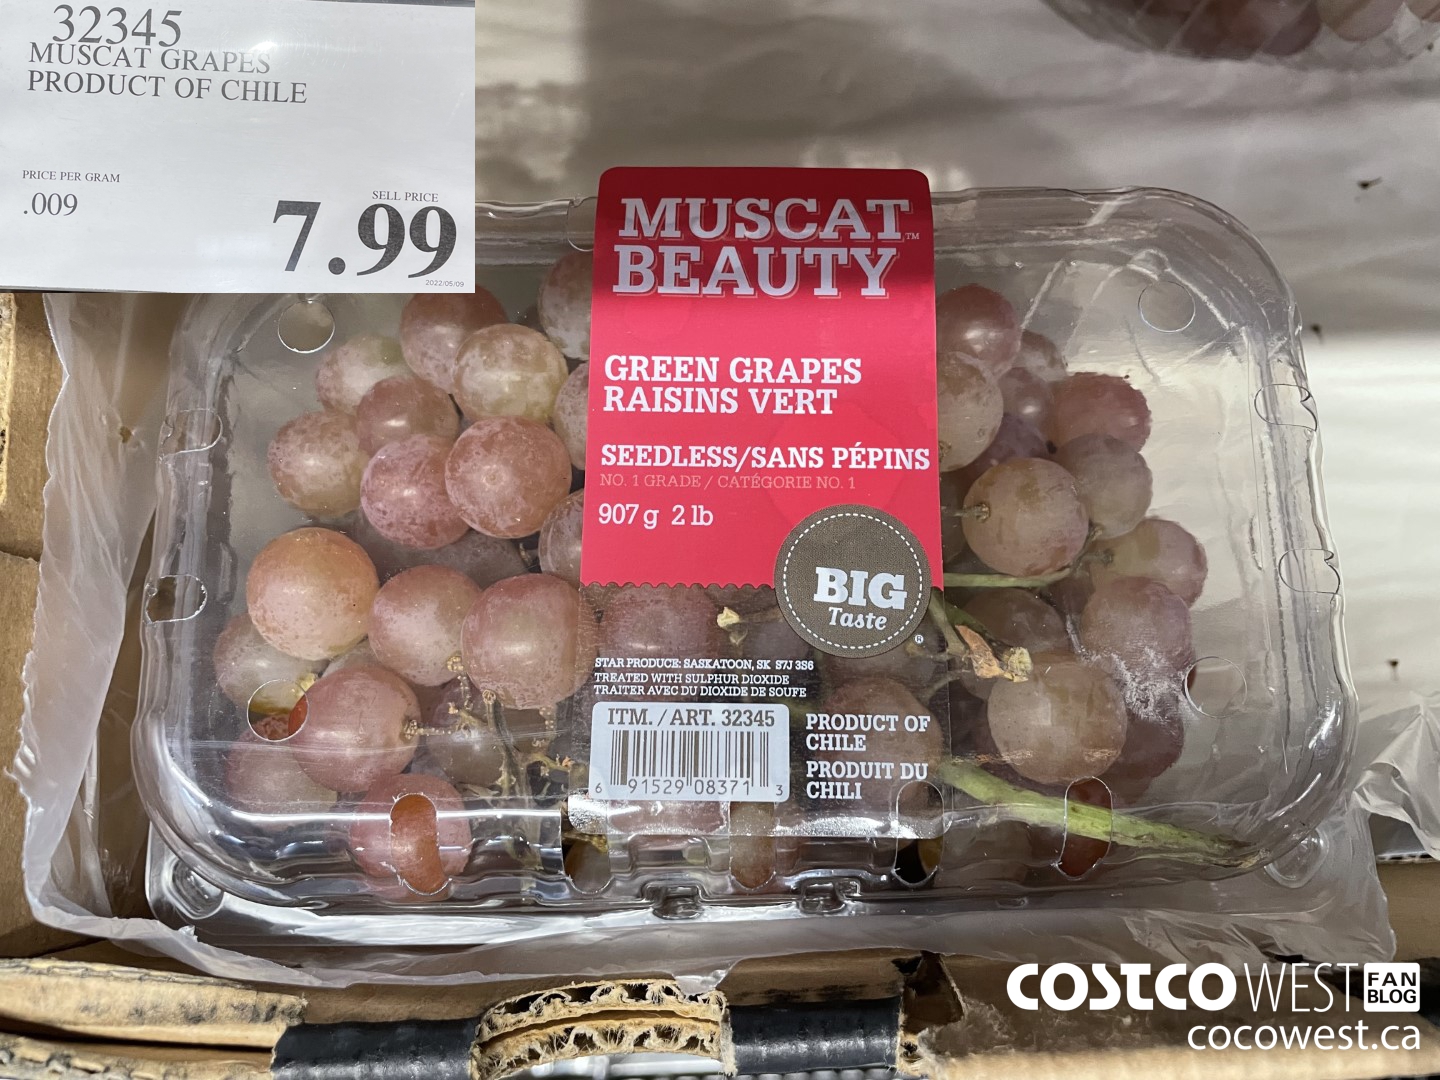 32345
MUSCAT GRAPES
PRODUCT OF CHILE
PRICE PER GRAM
.009
SELL PRICE
7.99
2022/05/09
MUSCAT™
BEAUTY
GREEN GRAPES
RAISINS VERT
SEEDLESS/SANS PÉPINS
NO. 1 GRADE / CATÉGORIE NO. 1
907 g 2 lb
BIG
Taste
®
STAR PRODUCE: SASKATOON, SK S7J 3S6
TREATED WITH SULPHUR DIOXIDE
TRAITER AVEC DU DIOXIDE DE SOUFE
ITM. / ART. 32345
6 91529 08371 3
PRODUCT OF
CHILE
PRODUIT DU
CHILI
COSTCO WEST FAN BLOG
cocowest.ca